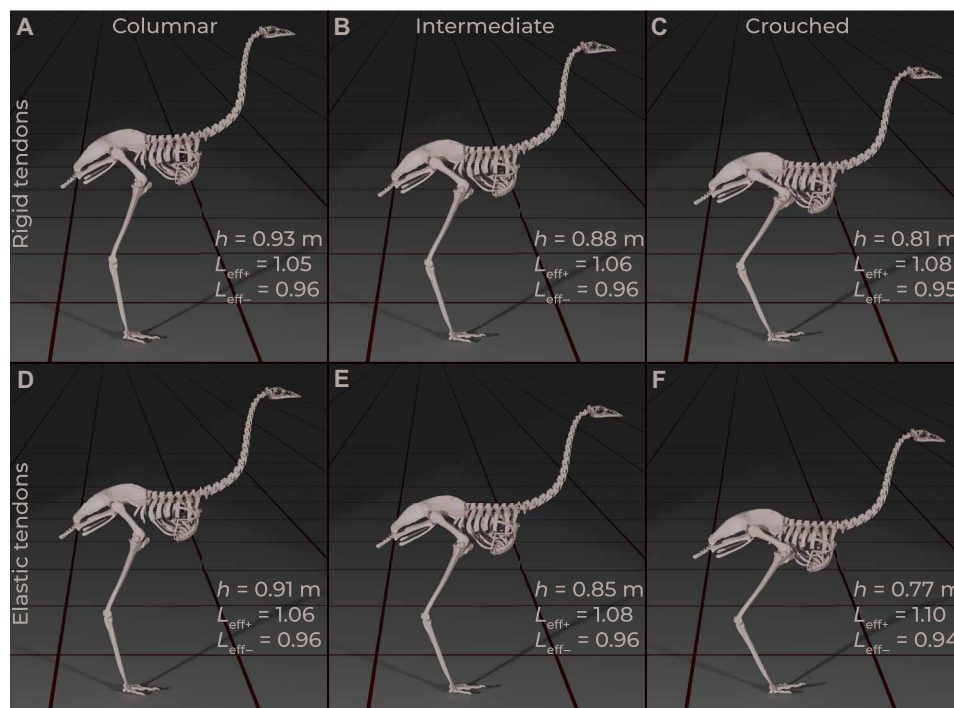 A Columnar
B Intermediate
C Crouched
Rigid tendons
h = 0.93 m
Leff+ = 1.05
Leff− = 0.96
h = 0.88 m
Leff+ = 1.06
Leff− = 0.96
h = 0.81 m
Leff+ = 1.08
Leff− = 0.95
D
E
F
Elastic tendons
h = 0.91 m
Leff+ = 1.06
Leff− = 0.96
h = 0.85 m
Leff+ = 1.08
Leff− = 0.96
h = 0.77 m
Leff+ = 1.10
Leff− = 0.94